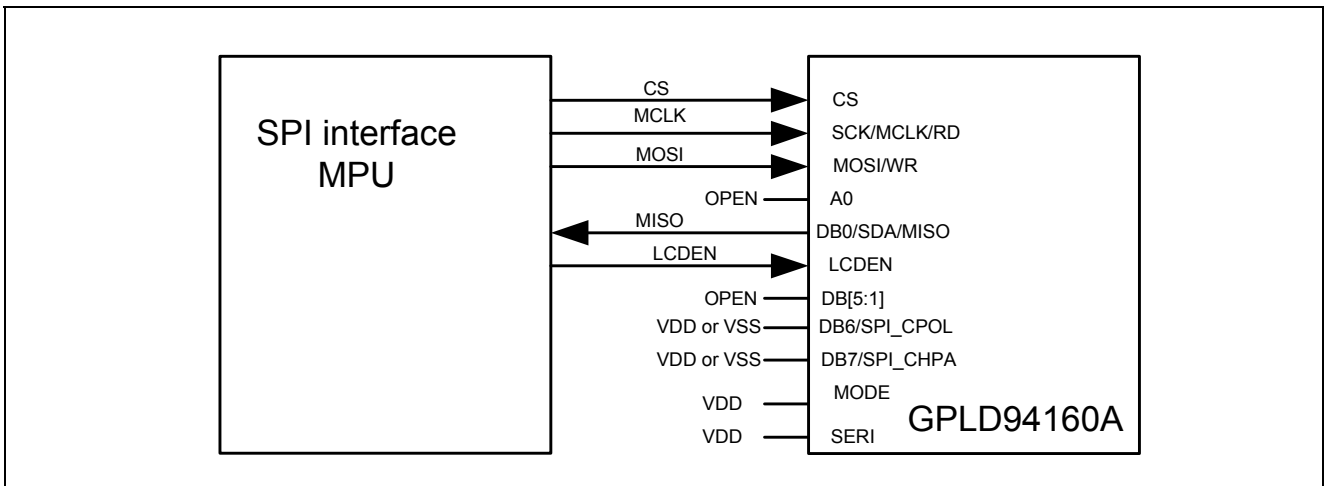 SPI interface
MPU
CS
MCLK
MOSI
OPEN
MISO
LCDEN
OPEN
VDD or VSS
VDD or VSS
VDD
VDD
CS
SCK/MCLK/RD
MOSI/WR
A0
DB0/SDA/MISO
LCDEN
DB[5:1]
DB6/SPI_CPOL
DB7/SPI_CHPA
MODE
SERI
GPLD94160A